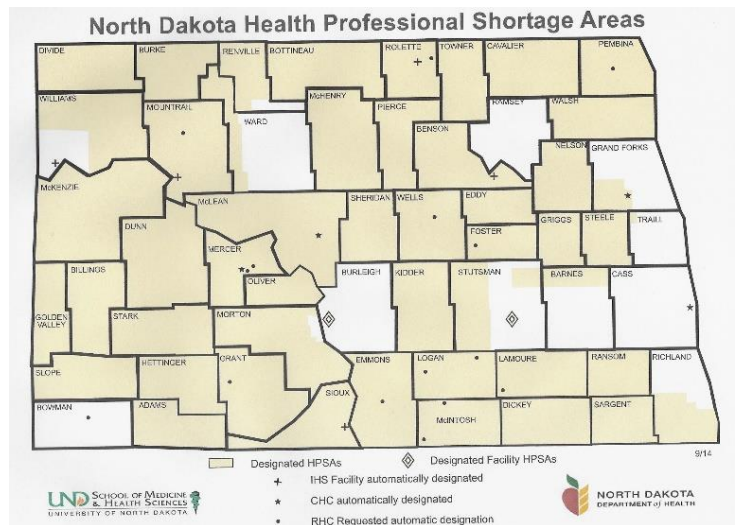 North Dakota Health Professional Shortage Areas
DIVIDE
BURKE
RENVILLE
BOTTINEAU
ROLETTE
TOWNER
CAVALIER
PEMBINA
WILLIAMS
MOUNTRAIL
WARD
McHENRY
PIERCE
BENSON
RAMSEY
WALSH
NELSON
GRAND FORKS
McKENZIE
McLEAN
SHERIDAN
WELLS
EDDY
FOSTER
GRIGGS
STEELE
TRAILL
DUNN
MERCER
OLIVER
BURLEIGH
KIDDER
STUTSMAN
BARNES
CASS
BILLINGS
GOLDEN
VALLEY
STARK
MORTON
SLOPE
HETTINGER
GRANT
EMMONS
LOGAN
LAMOURE
RANSOM
RICHLAND
BOWMAN
ADAMS
SIOUX
McINTOSH
DICKEY
SARGENT
9/14
Designated HPSAs
Designated Facility HPSAs
IHS Facility automatically designated
CHC automatically designated
RHC Requested automatic designation
UND SCHOOL OF MEDICINE
& HEALTH SCIENCES
UNIVERSITY OF NORTH DAKOTA
NORTH DAKOTA
DEPARTMENT of HEALTH